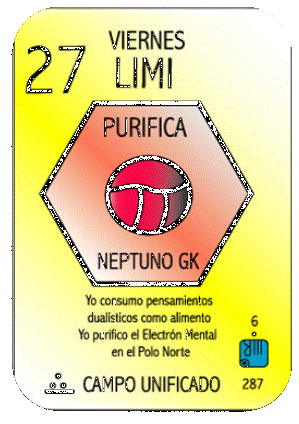 VIERNES
27 LIMI
PURIFICA
NEPTUNO GK
Yo consumo pensamientos
dualísticos como alimento
Yo purifico el Electrón Mental
en el Polo Norte
6
CAMPO UNIFICADO 287